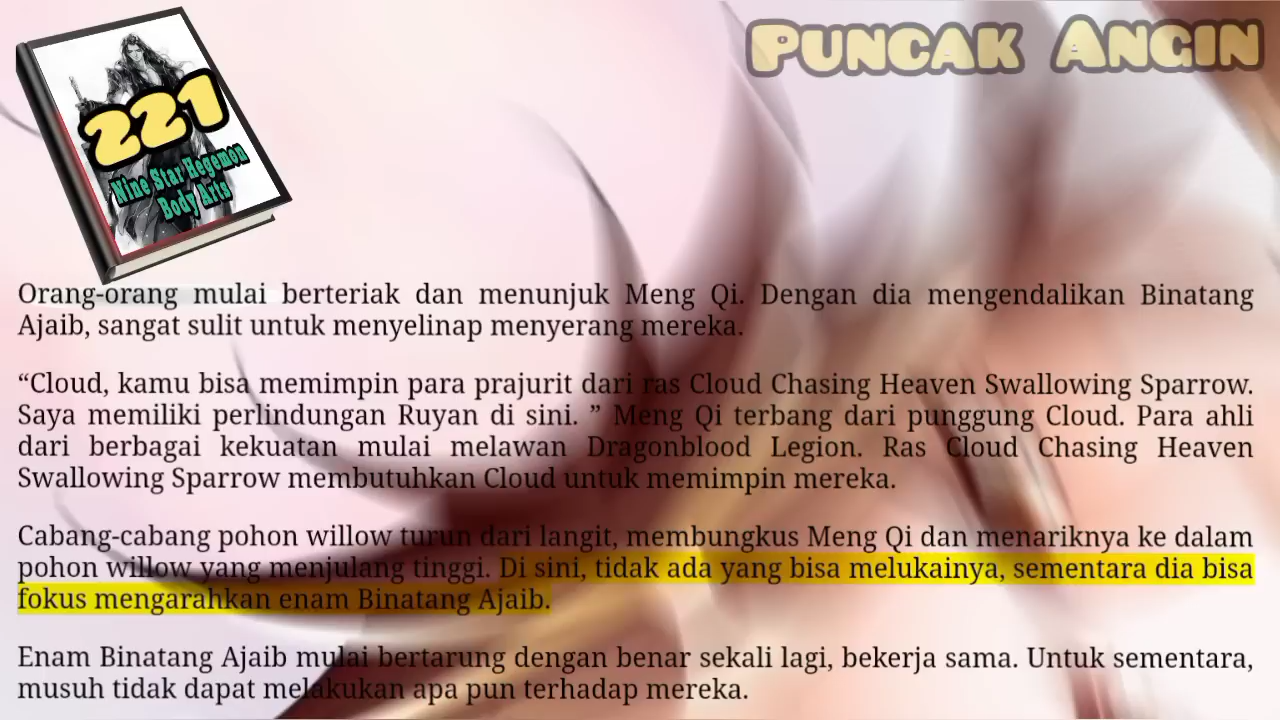 Puncak Angin
221
Nine Star Hegemon
Body Arts
Orang-orang mulai berteriak dan menunjuk Meng Qi. Dengan dia mengendalikan Binatang
Ajaib, sangat sulit untuk menyelinap menyerang mereka.
“Cloud, kamu bisa memimpin para prajurit dari ras Cloud Chasing Heaven Swallowing Sparrow.
Saya memiliki perlindungan Ruyan di sini. ” Meng Qi terbang dari punggung Cloud. Para ahli
dari berbagai kekuatan mulai melawan Dragonblood Legion. Ras Cloud Chasing Heaven
Swallowing Sparrow membutuhkan Cloud untuk memimpin mereka.
Cabang-cabang pohon willow turun dari langit, membungkus Meng Qi dan menariknya ke dalam
pohon willow yang menjulang tinggi. Di sini, tidak ada yang bisa melukainya, sementara dia bisa
fokus mengarahkan enam Binatang Ajaib.
Enam Binatang Ajaib mulai bertarung dengan benar sekali lagi, bekerja sama. Untuk sementara,
musuh tidak dapat melakukan apa pun terhadap mereka.